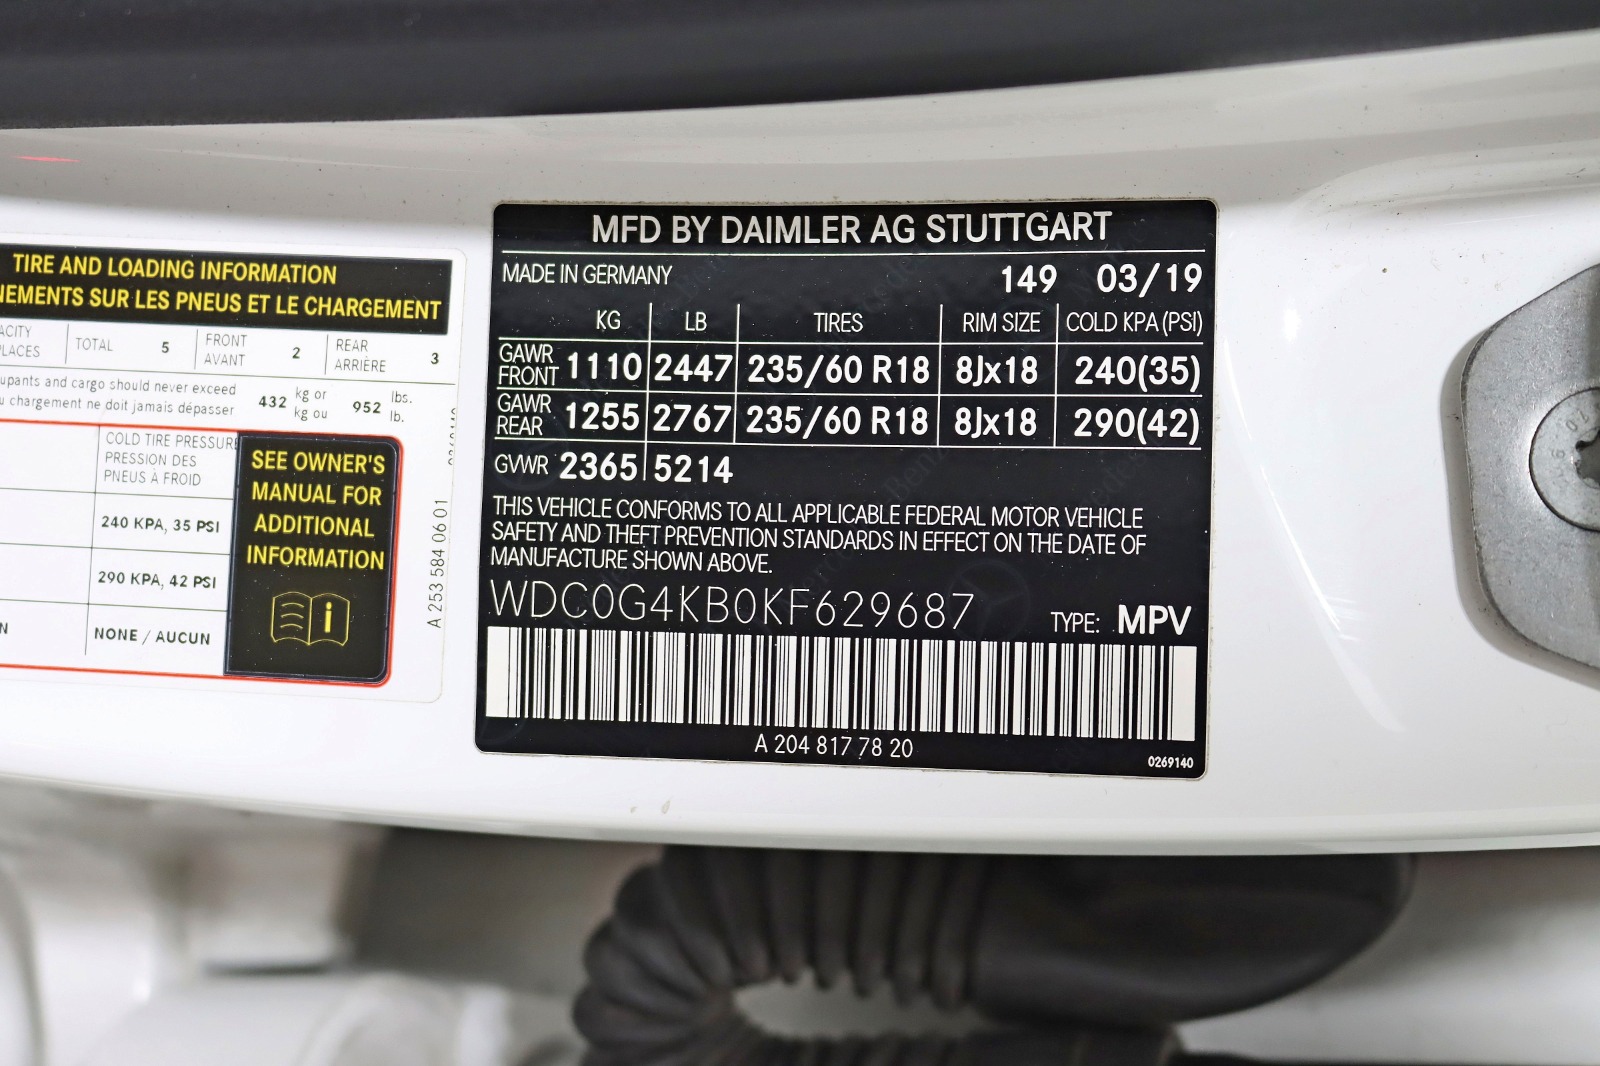 TIRE AND LOADING INFORMATION
NEMENTS SUR LES PNEUS ET LE CHARGEMENT
ACITY
PLACES
TOTAL 5
FRONT
AVANT 2
REAR
ARRIÈRE 3
upants and cargo should never exceed
u chargement ne doit jamais dépasser
432 kg or
kg ou
952 lbs.
lb.
COLD TIRE PRESSURE
PRESSION DES
PNEUS À FROID
240 KPA, 35 PSI
290 KPA, 42 PSI
N
NONE / AUCUN
SEE OWNER'S
MANUAL FOR
ADDITIONAL
INFORMATION
A 253 584 06 01
MFD BY DAIMLER AG STUTTGART
MADE IN GERMANY 149 03/19
KG LB TIRES RIM SIZE COLD KPA (PSI)
GAWR
FRONT 1110 2447 235/60 R18 8Jx18 240(35)
GAWR
REAR 1255 2767 235/60 R18 8Jx18 290(42)
GVWR 2365 5214
THIS VEHICLE CONFORMS TO ALL APPLICABLE FEDERAL MOTOR VEHICLE
SAFETY AND THEFT PREVENTION STANDARDS IN EFFECT ON THE DATE OF
MANUFACTURE SHOWN ABOVE.
WDC0G4KB0KF629687 TYPE: MPV
A 204 817 78 20
0269140